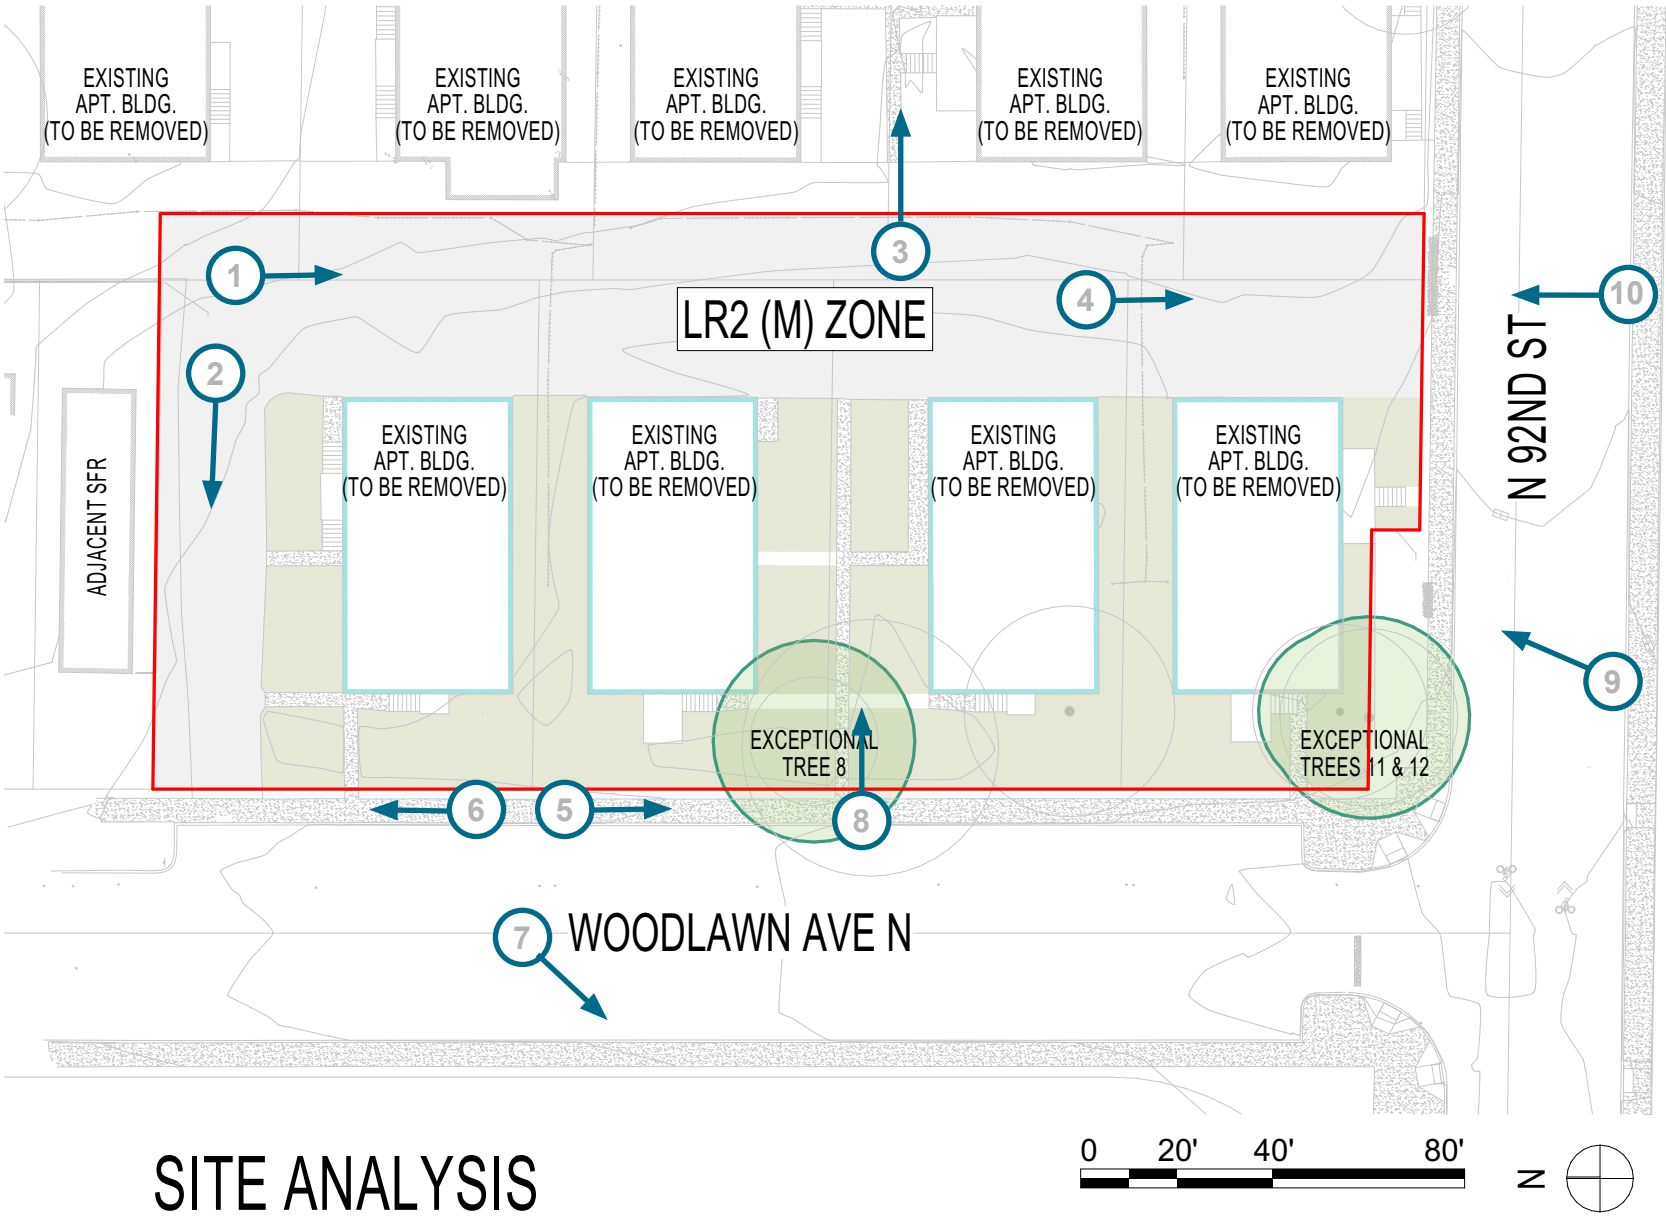 EXISTING
APT. BLDG.
(TO BE REMOVED)
EXISTING
APT. BLDG.
(TO BE REMOVED)
EXISTING
APT. BLDG.
(TO BE REMOVED)
EXISTING
APT. BLDG.
(TO BE REMOVED)
EXISTING
APT. BLDG.
(TO BE REMOVED)
1
2
3
4
10
LR2 (M) ZONE
N 92ND ST
ADJACENT SFR
EXISTING
APT. BLDG.
(TO BE REMOVED)
EXISTING
APT. BLDG.
(TO BE REMOVED)
EXISTING
APT. BLDG.
(TO BE REMOVED)
EXISTING
APT. BLDG.
(TO BE REMOVED)
9
EXCEPTIONAL
TREE 8
EXCEPTIONAL
TREES 11 & 12
6
5
8
7
WOODLAWN AVE N
SITE ANALYSIS
0 20' 40' 80'
N